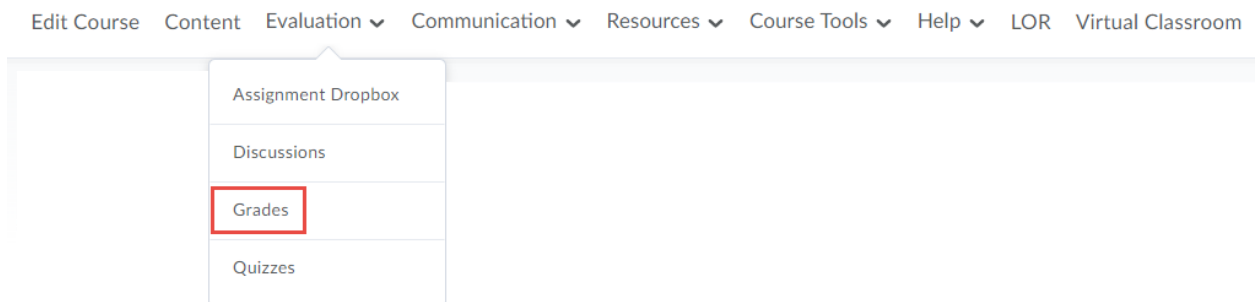 Edit Course Content Evaluation Communication Resources Course Tools Help LOR Virtual Classroom
Assignment Dropbox
Discussions
Grades
Quizzes